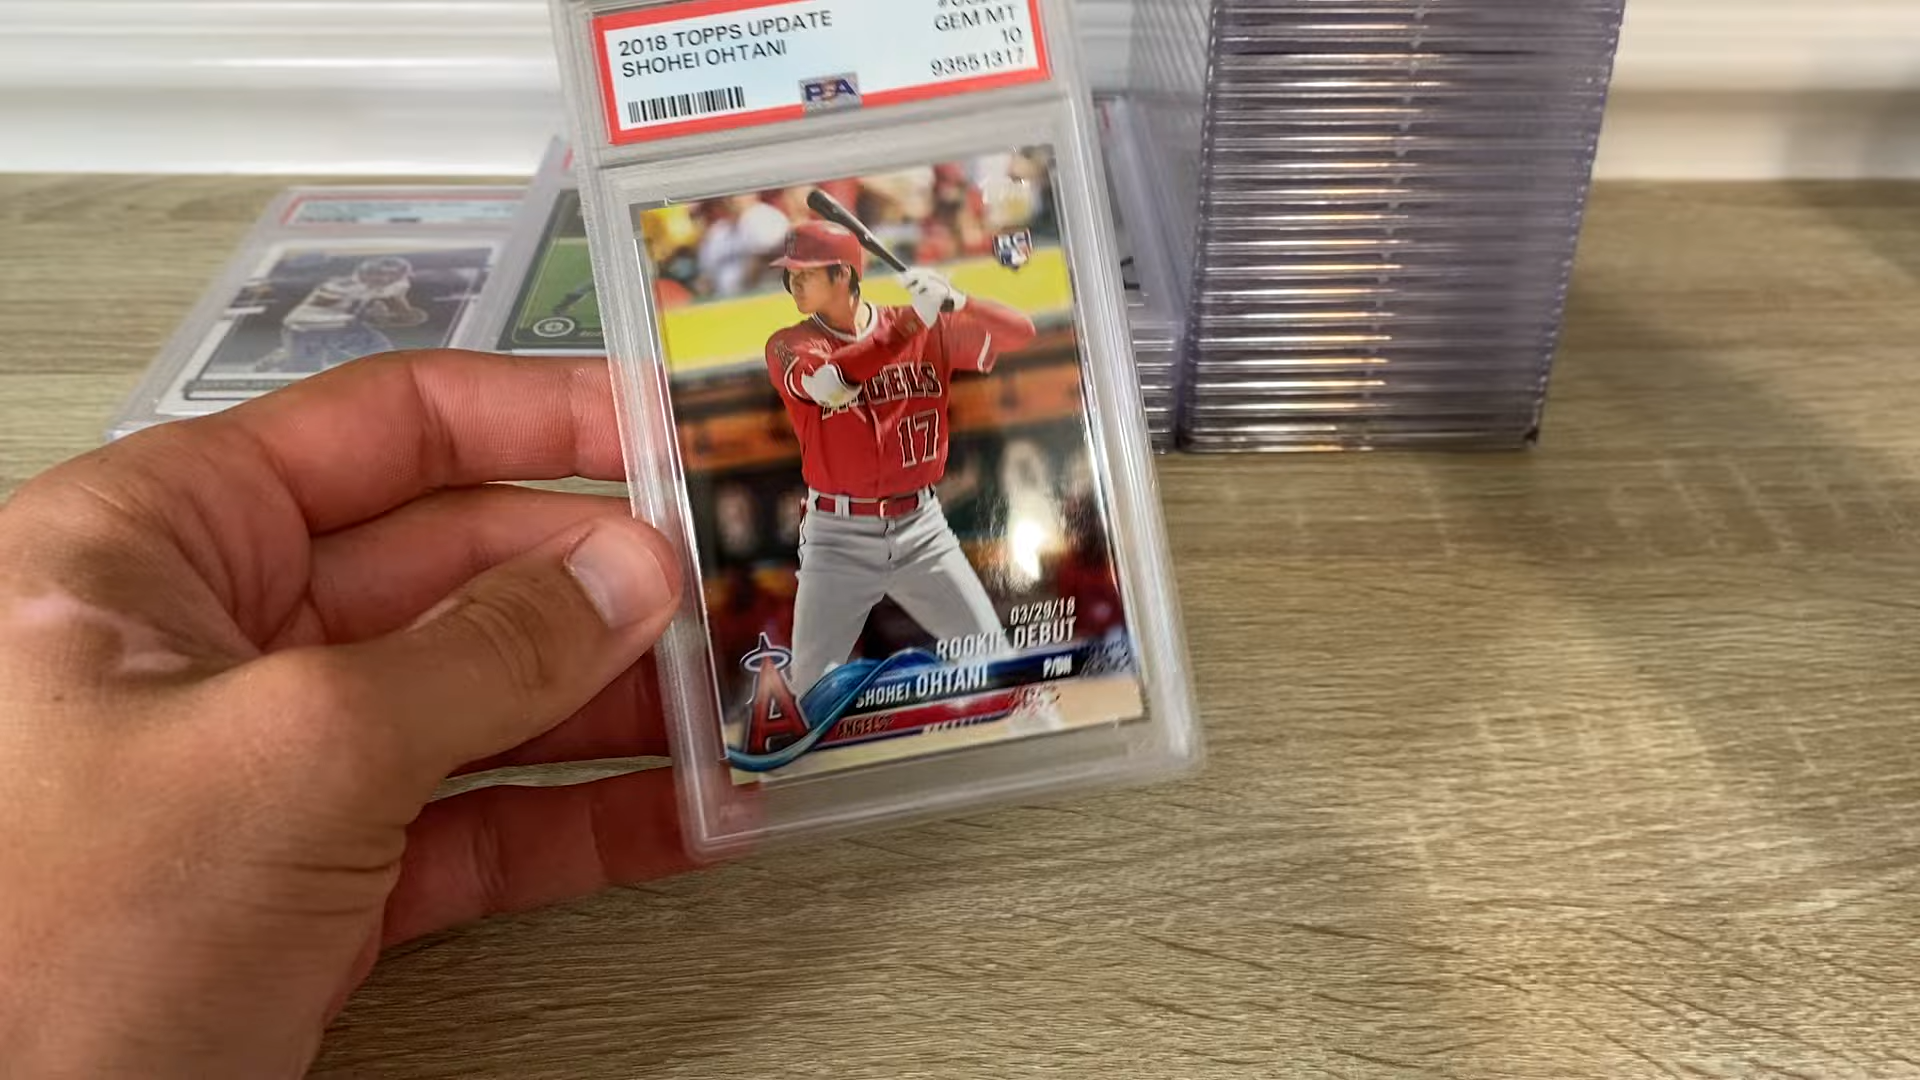 2018 TOPPS UPDATE
SHOHEI OHTANI
GEM MT
10
93551317
PSA
RC
ANGELS
17
03/29/18
ROOKIE DEBUT
SHOHEI OHTANI
P/DH
ANGELS